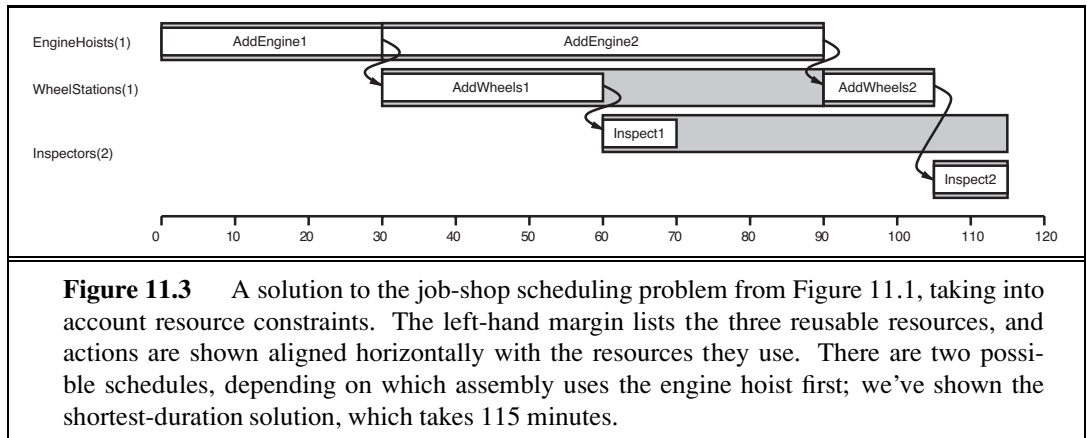 EngineHoists(1)
AddEngine1
AddEngine2
WheelStations(1)
AddWheels1
AddWheels2
Inspect1
Inspectors(2)
Inspect2
0 10 20 30 40 50 60 70 80 90 100 110 120
Figure 11.3 A solution to the job-shop scheduling problem from Figure 11.1, taking into
account resource constraints. The left-hand margin lists the three reusable resources, and
actions are shown aligned horizontally with the resources they use. There are two possi-
ble schedules, depending on which assembly uses the engine hoist first; we've shown the
shortest-duration solution, which takes 115 minutes.